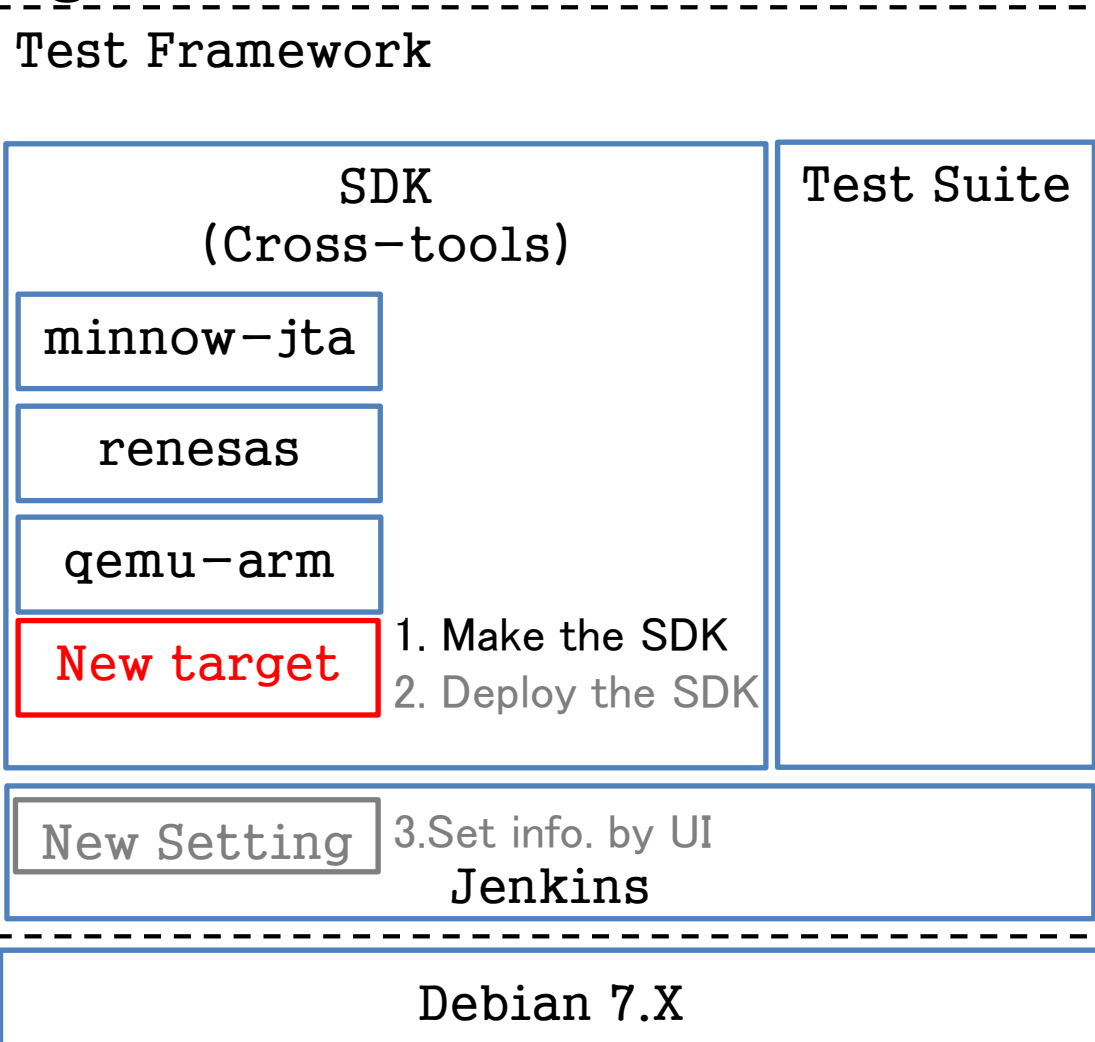 Test Framework
SDK
(Cross-tools)
Test Suite
minnow-jta
renesas
qemu-arm
New target
1. Make the SDK
2. Deploy the SDK
New Setting
3.Set info. by UI
Jenkins
Debian 7.X